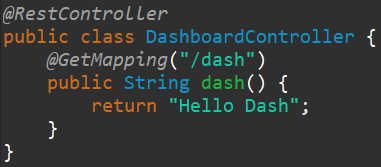 @RestController
public class DashboardController {
    @GetMapping("/dash")
    public String dash() {
        return "Hello Dash";
    }
}